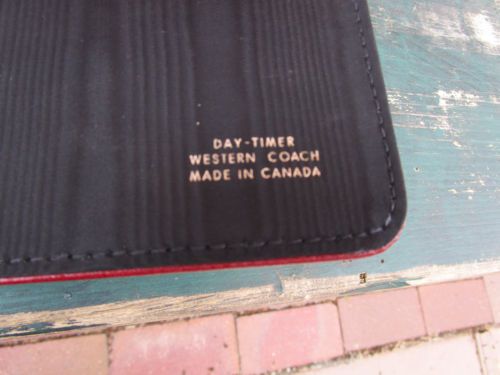 DAY-TIMER
WESTERN COACH
MADE IN CANADA